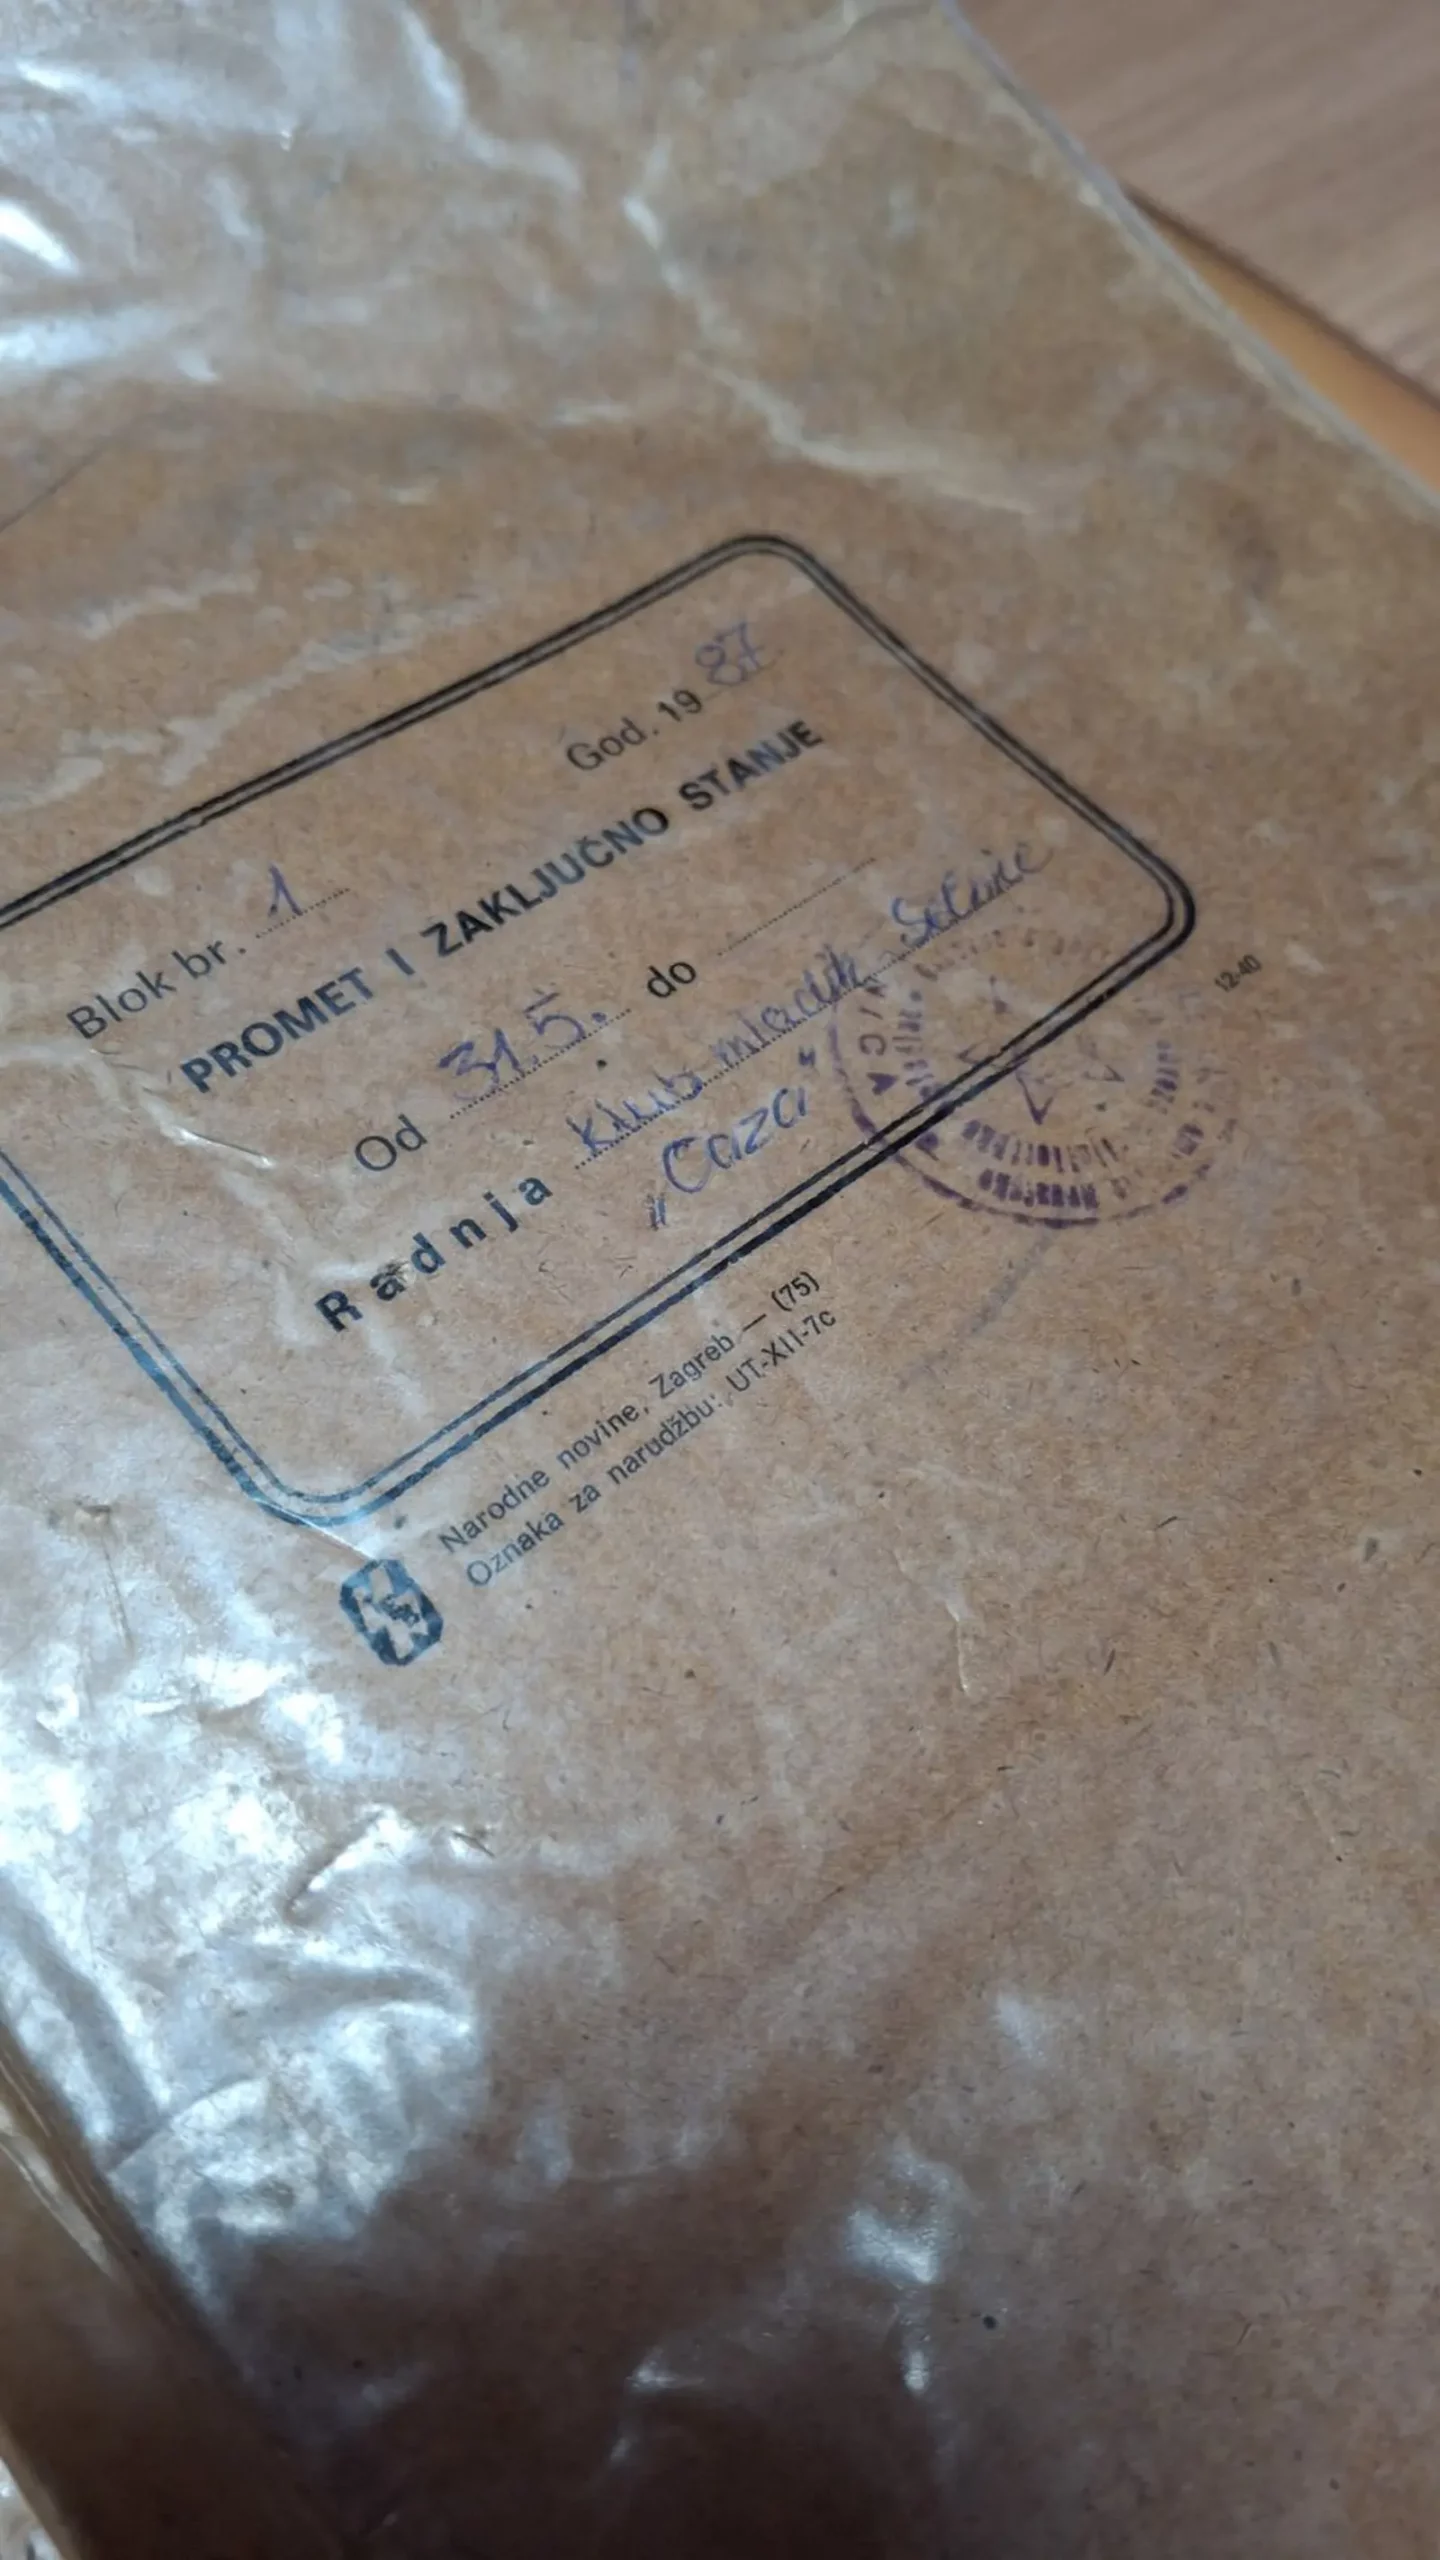 God. 19 87
Blok br. 1
PROMET I ZAKLJUČNO STANJE
Od 31.5. do
Radnja Klub mladih Seline
"Caza"
12-40
Narodne novine, Zagreb — (75)
Oznaka za narudžbu: UT-XII-7c